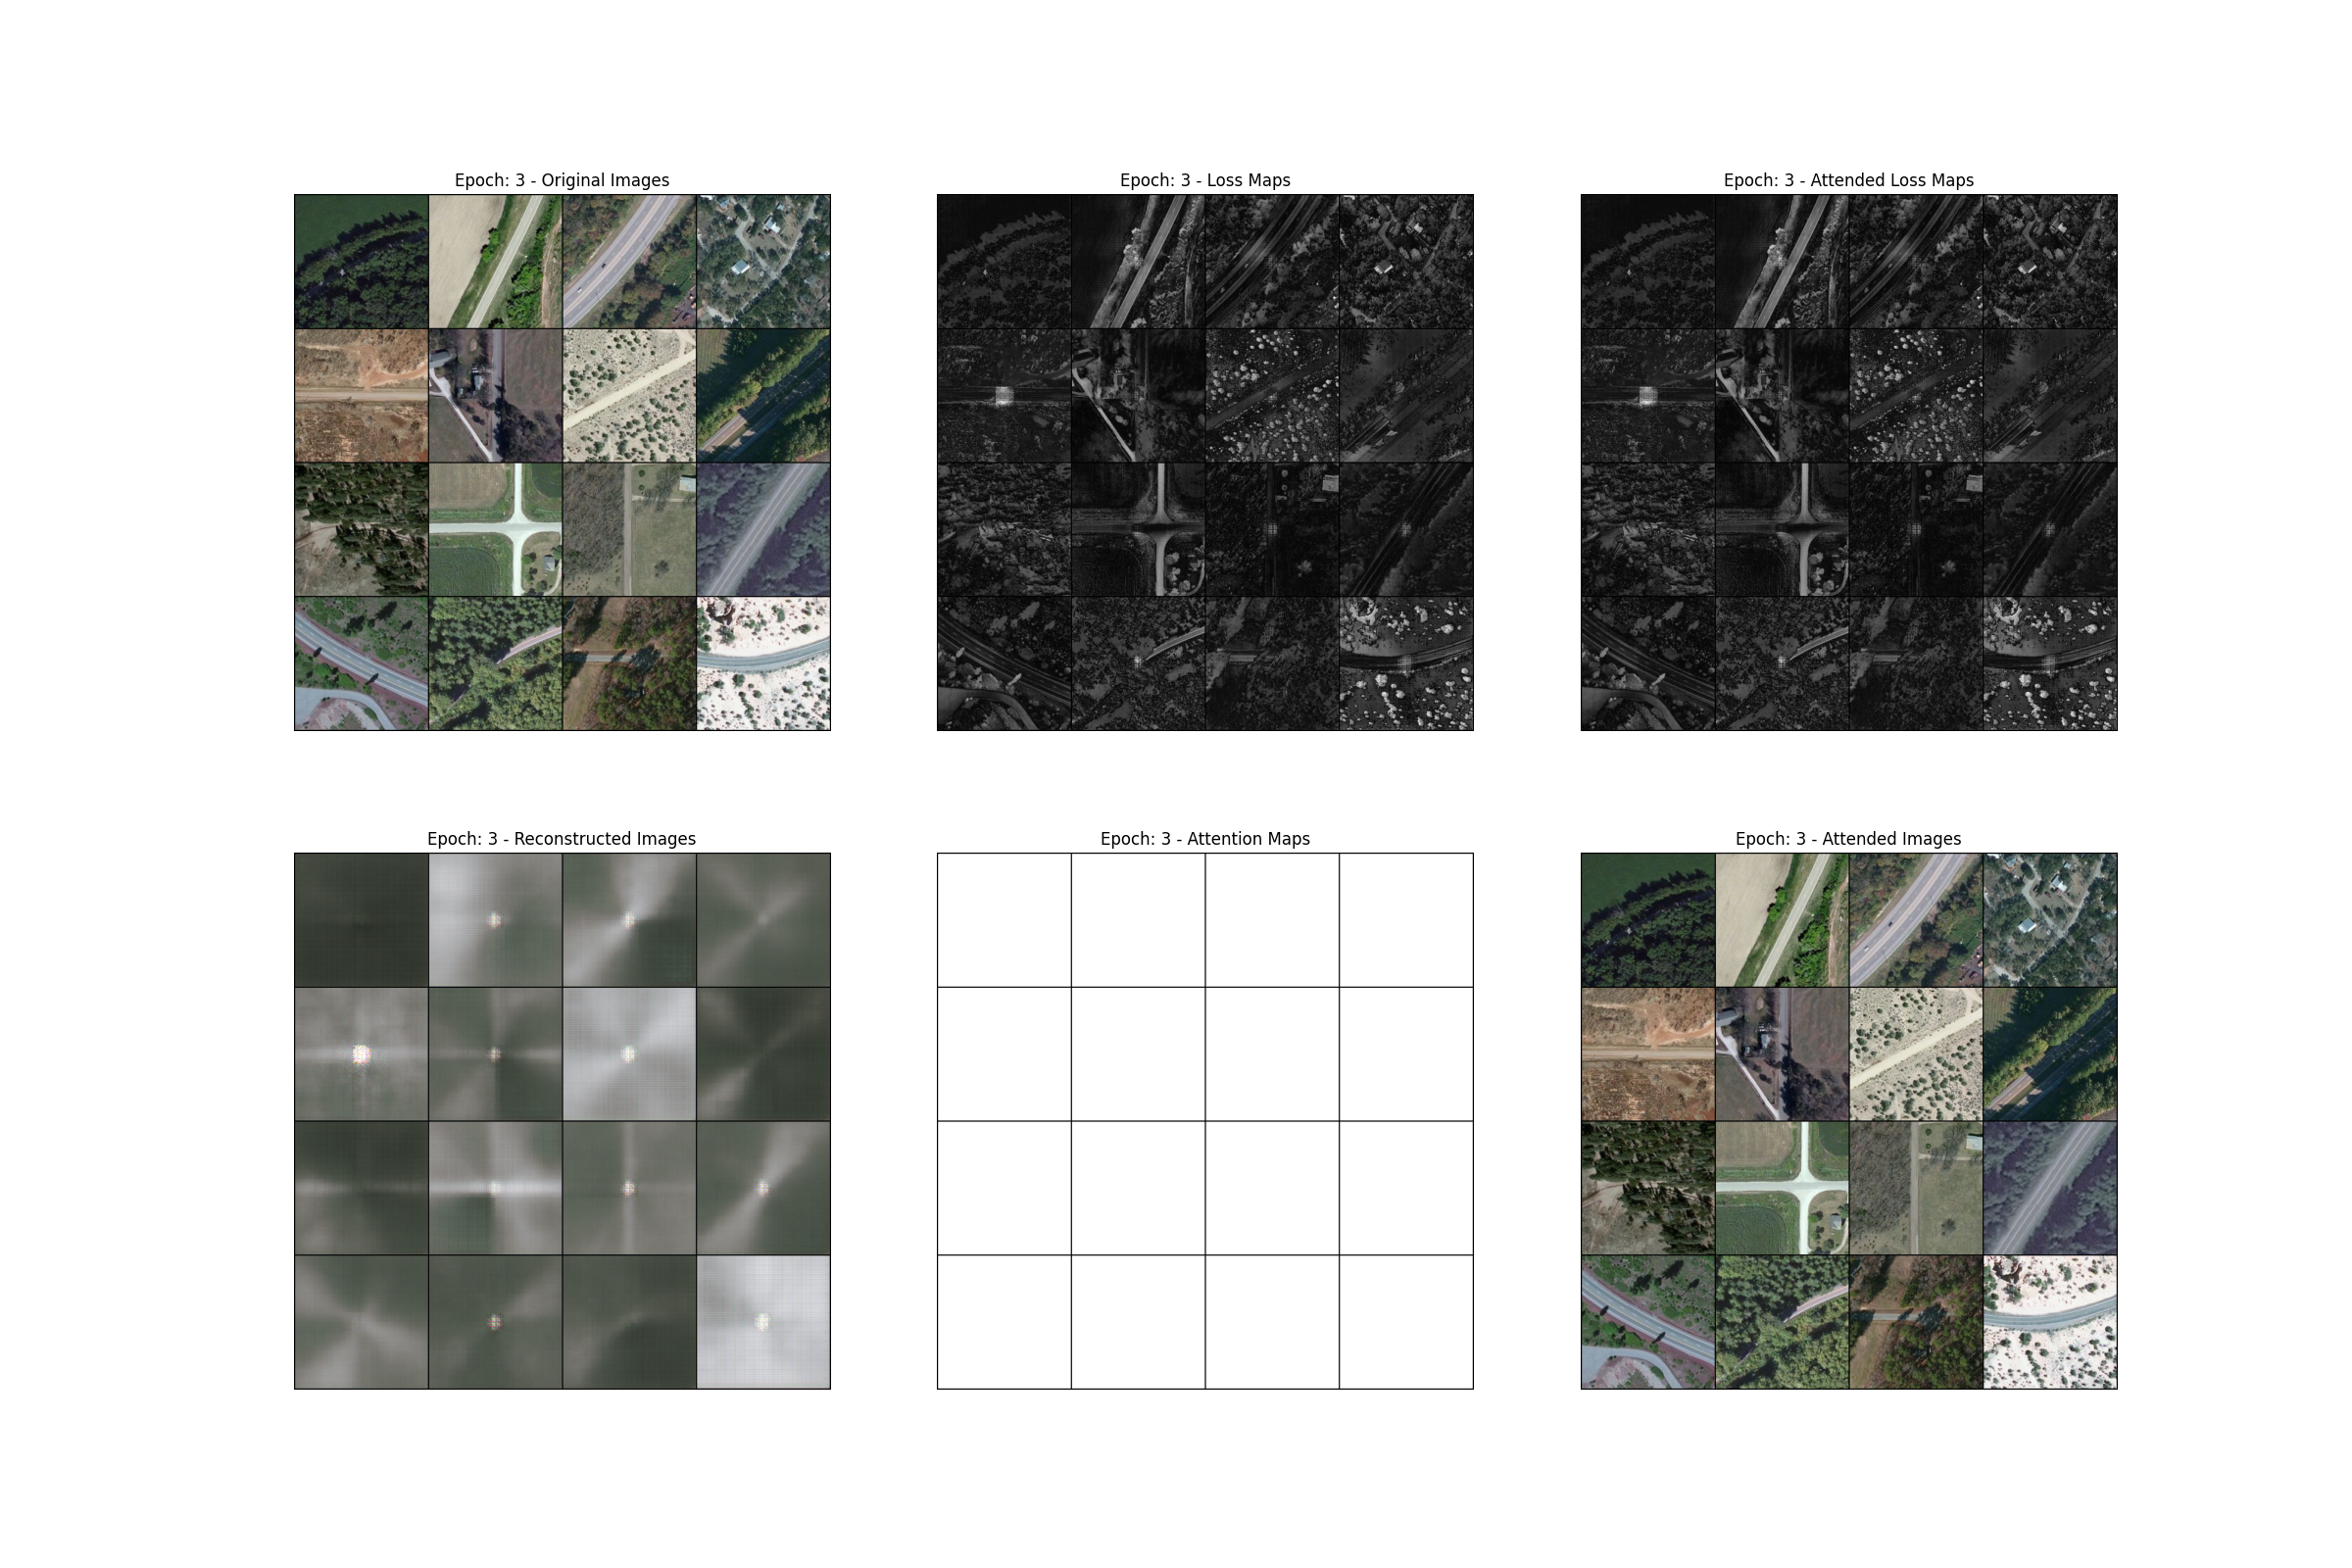 Epoch: 3 - Original Images
Epoch: 3 - Loss Maps
Epoch: 3 - Attended Loss Maps
Epoch: 3 - Reconstructed Images
Epoch: 3 - Attention Maps
Epoch: 3 - Attended Images